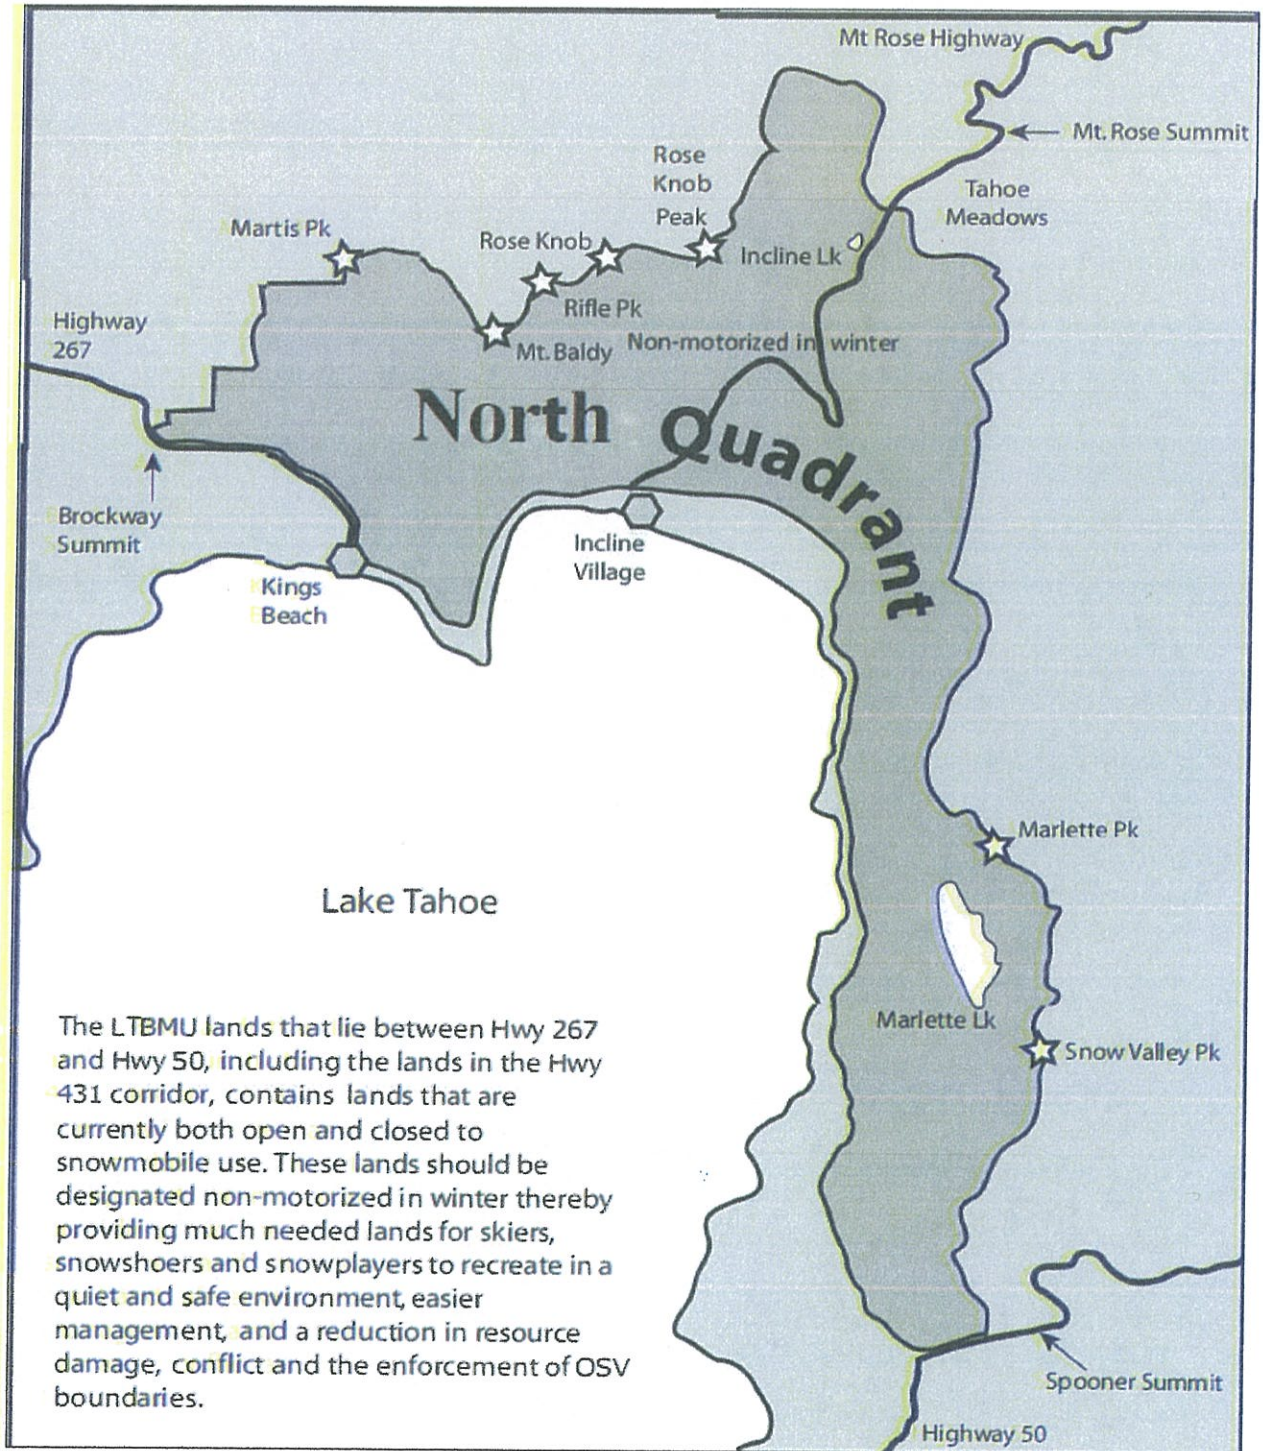 Mt Rose Highway
Mt. Rose Summit
Rose
Knob
Peak
Tahoe
Meadows
Martis Pk
Rose Knob
Incline Lk
Rifle Pk
Highway
267
Mt. Baldy
Non-motorized in winter
North Quadrant
Brockway
Summit
Incline
Village
Kings
Beach
Marlette Pk
Lake Tahoe
Marlette Lk
Snow Valley Pk
The LTBMU lands that lie between Hwy 267
and Hwy 50, including the lands in the Hwy
431 corridor, contains lands that are
currently both open and closed to
snowmobile use. These lands should be
designated non-motorized in winter thereby
providing much needed lands for skiers,
snowshoers and snowplayers to recreate in a
quiet and safe environment, easier
management, and a reduction in resource
damage, conflict and the enforcement of OSV
boundaries.
Spooner Summit
Highway 50